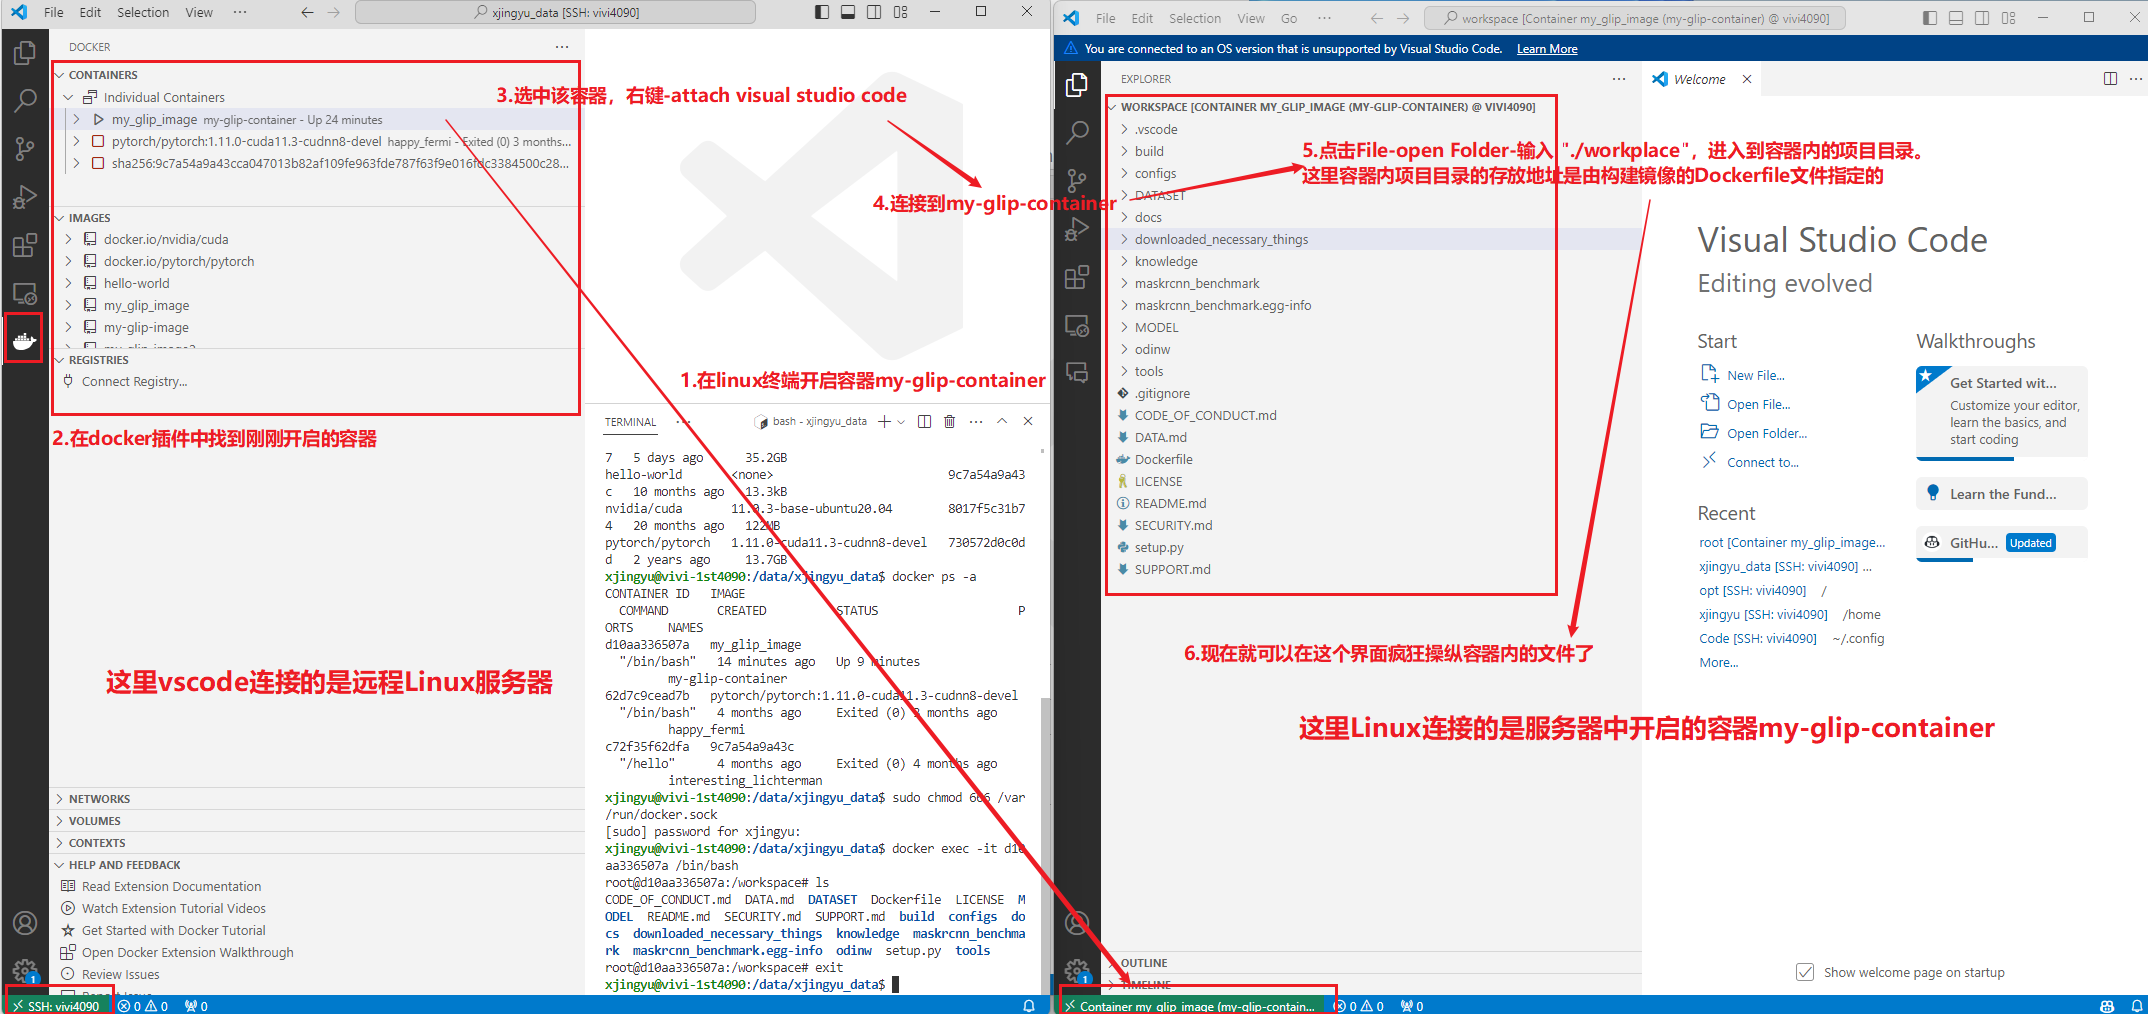 File Edit Selection View ···
xjingyu_data [SSH: vivi4090]
DOCKER ···
CONTAINERS
Individual Containers
my_glip_image my-glip-container - Up 24 minutes
pytorch/pytorch:1.11.0-cuda11.3-cudnn8-devel happy_fermi - Exited (0) 3 months...
sha256:9c7a54a9a43cca047013b82af109fe963fde787f63f9e016fdc3384500c28...
IMAGES
docker.io/nvidia/cuda
docker.io/pytorch/pytorch
hello-world
my_glip_image
my-glip-image
REGISTRIES
Connect Registry...
2.在docker插件中找到刚刚开启的容器
这里vscode连接的是远程Linux服务器
NETWORKS
VOLUMES
CONTEXTS
HELP AND FEEDBACK
Read Extension Documentation
Watch Extension Tutorial Videos
Get Started with Docker Tutorial
Open Docker Extension Walkthrough
Review Issues
1
SSH: vivi4090 0 0 0
3.选中该容器，右键-attach visual studio code
4.连接到my-glip-container
1.在linux终端开启容器my-glip-container
TERMINAL ··· bash - xjingyu_data ···
7 5 days ago 35.2GB
hello-world <none> 9c7a54a9a43
c 10 months ago 13.3kB
nvidia/cuda 11.0.3-base-ubuntu20.04 8017f5c31b7
4 20 months ago 122MB
pytorch/pytorch 1.11.0-cuda11.3-cudnn8-devel 730572d0c0d
d 2 years ago 13.7GB
xjingyu@vivi-1st4090:/data/xjingyu_data$ docker ps -a
CONTAINER ID IMAGE
COMMAND CREATED STATUS P
ORTS NAMES
d10aa336507a my_glip_image
"/bin/bash" 14 minutes ago Up 9 minutes
my-glip-container
62d7c9cead7b pytorch/pytorch:1.11.0-cuda11.3-cudnn8-devel
"/bin/bash" 4 months ago Exited (0) 3 months ago
happy_fermi
c72f35f62dfa 9c7a54a9a43c
"/hello" 4 months ago Exited (0) 4 months ago
interesting_lichterman
xjingyu@vivi-1st4090:/data/xjingyu_data$ sudo chmod 666 /var
/run/docker.sock
[sudo] password for xjingyu:
xjingyu@vivi-1st4090:/data/xjingyu_data$ docker exec -it d10
aa336507a /bin/bash
root@d10aa336507a:/workspace# ls
CODE_OF_CONDUCT.md DATA.md DATASET Dockerfile LICENSE M
ODEL README.md SECURITY.md SUPPORT.md build configs do
cs downloaded_necessary_things knowledge maskrcnn_benchma
rk maskrcnn_benchmark.egg-info odinw setup.py tools
root@d10aa336507a:/workspace# exit
xjingyu@vivi-1st4090:/data/xjingyu_data$
File Edit Selection View Go ···
workspace [Container my_glip_image (my-glip-container) @ vivi4090]
You are connected to an OS version that is unsupported by Visual Studio Code. Learn More
EXPLORER ···
WORKSPACE [CONTAINER MY_GLIP_IMAGE (MY-GLIP-CONTAINER) @ VIVI4090]
.vscode
build
configs
DATASET
docs
downloaded_necessary_things
knowledge
maskrcnn_benchmark
maskrcnn_benchmark.egg-info
MODEL
odinw
tools
.gitignore
CODE_OF_CONDUCT.md
DATA.md
Dockerfile
LICENSE
README.md
SECURITY.md
setup.py
SUPPORT.md
5.点击File-open Folder-输入 "./workplace"，进入到容器内的项目目录。
这里容器内项目目录的存放地址是由构建镜像的Dockerfile文件指定的
6.现在就可以在这个界面疯狂操纵容器内的文件了
这里Linux连接的是服务器中开启的容器my-glip-container
OUTLINE
TIMELINE
1
Container my_glip_image (my-glip-contain... 0 0 0
Welcome ···
Visual Studio Code
Editing evolved
Start
New File...
Open File...
Open Folder...
Connect to...
Recent
root [Container my_glip_image...
xjingyu_data [SSH: vivi4090] ...
opt [SSH: vivi4090] /
xjingyu [SSH: vivi4090] /home
Code [SSH: vivi4090] ~/.config
More...
Walkthroughs
Get Started wit...
Customize your editor,
learn the basics, and
start coding
Learn the Fund...
GitHu... Updated
Show welcome page on startup